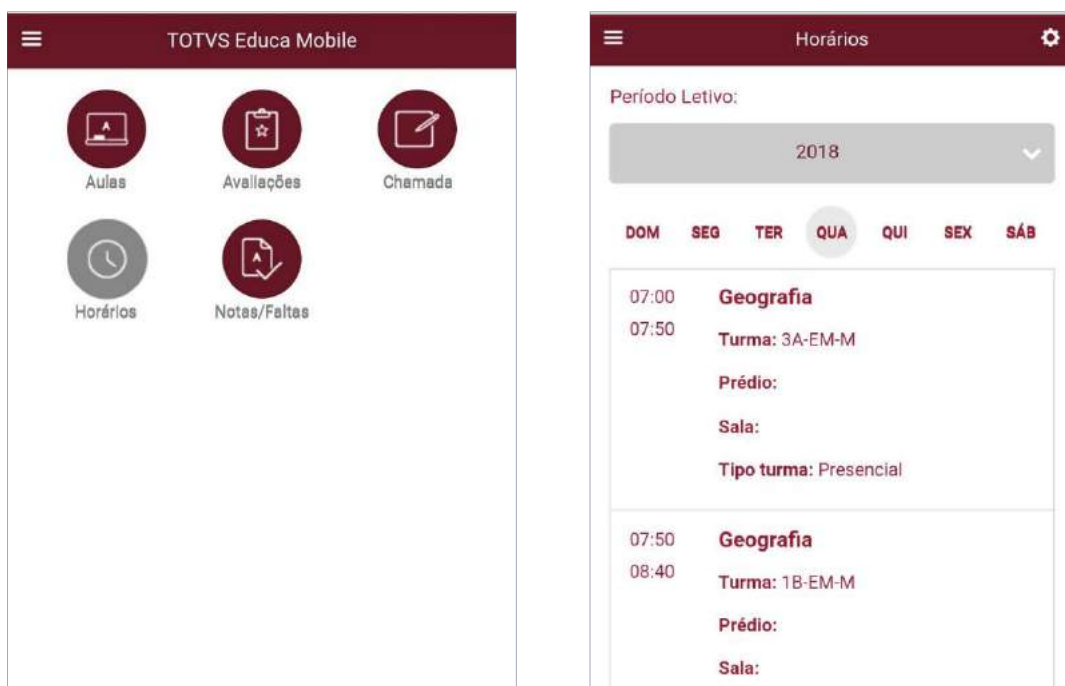 TOTVS Educa Mobile
Aulas
Avaliações
Chamada
Horários
Notas/Faltas
Horários
Período Letivo:
2018
DOM SEG TER QUA QUI SEX SÁB
07:00 Geografia
07:50
Turma: 3A-EM-M
Prédio:
Sala:
Tipo turma: Presencial
07:50 Geografia
08:40
Turma: 1B-EM-M
Prédio:
Sala: